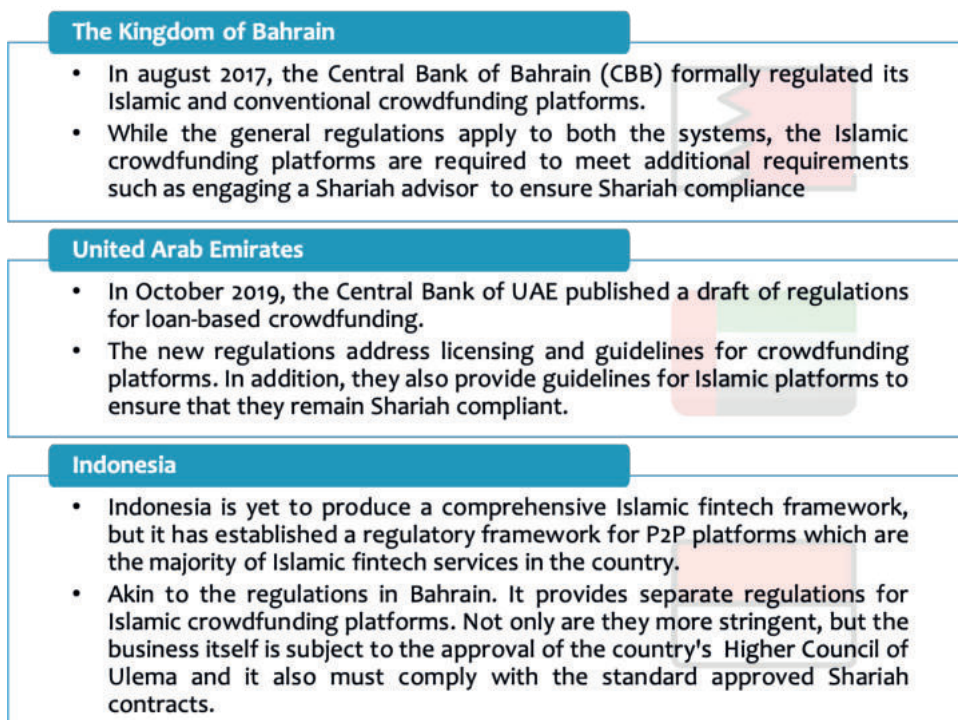 The Kingdom of Bahrain
• In august 2017, the Central Bank of Bahrain (CBB) formally regulated its
Islamic and conventional crowdfunding platforms.
• While the general regulations apply to both the systems, the Islamic
crowdfunding platforms are required to meet additional requirements
such as engaging a Shariah advisor to ensure Shariah compliance
United Arab Emirates
• In October 2019, the Central Bank of UAE published a draft of regulations
for loan-based crowdfunding.
• The new regulations address licensing and guidelines for crowdfunding
platforms. In addition, they also provide guidelines for Islamic platforms to
ensure that they remain Shariah compliant.
Indonesia
• Indonesia is yet to produce a comprehensive Islamic fintech framework,
but it has established a regulatory framework for P2P platforms which are
the majority of Islamic fintech services in the country.
• Akin to the regulations in Bahrain. It provides separate regulations for
Islamic crowdfunding platforms. Not only are they more stringent, but the
business itself is subject to the approval of the country's Higher Council of
Ulema and it also must comply with the standard approved Shariah
contracts.